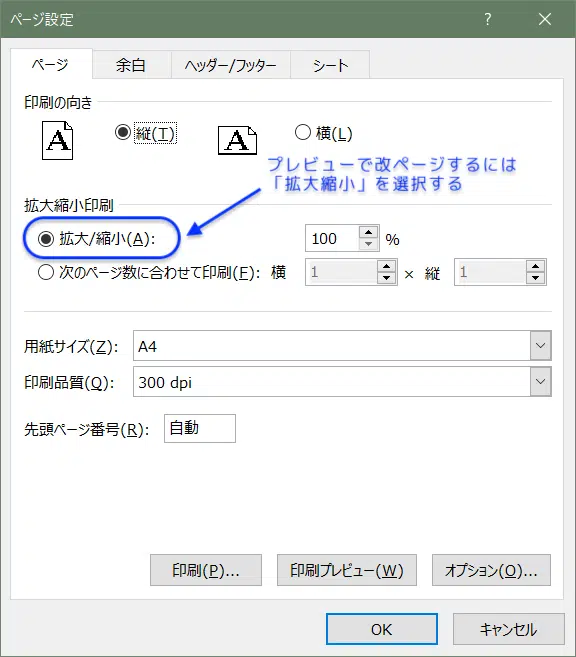 ページ設定
?
ページ
余白
ヘッダー/フッター
シート
印刷の向き
A
縦(T)
A
横(L)
プレビューで改ページするには
「拡大縮小」を選択する
拡大縮小印刷
拡大/縮小(A):
100
%
次のページ数に合わせて印刷(F):
横
1
×
縦
1
用紙サイズ(Z):
A4
印刷品質(Q):
300 dpi
先頭ページ番号(R):
自動
印刷(P)...
印刷プレビュー(W)
オプション(O)...
OK
キャンセル